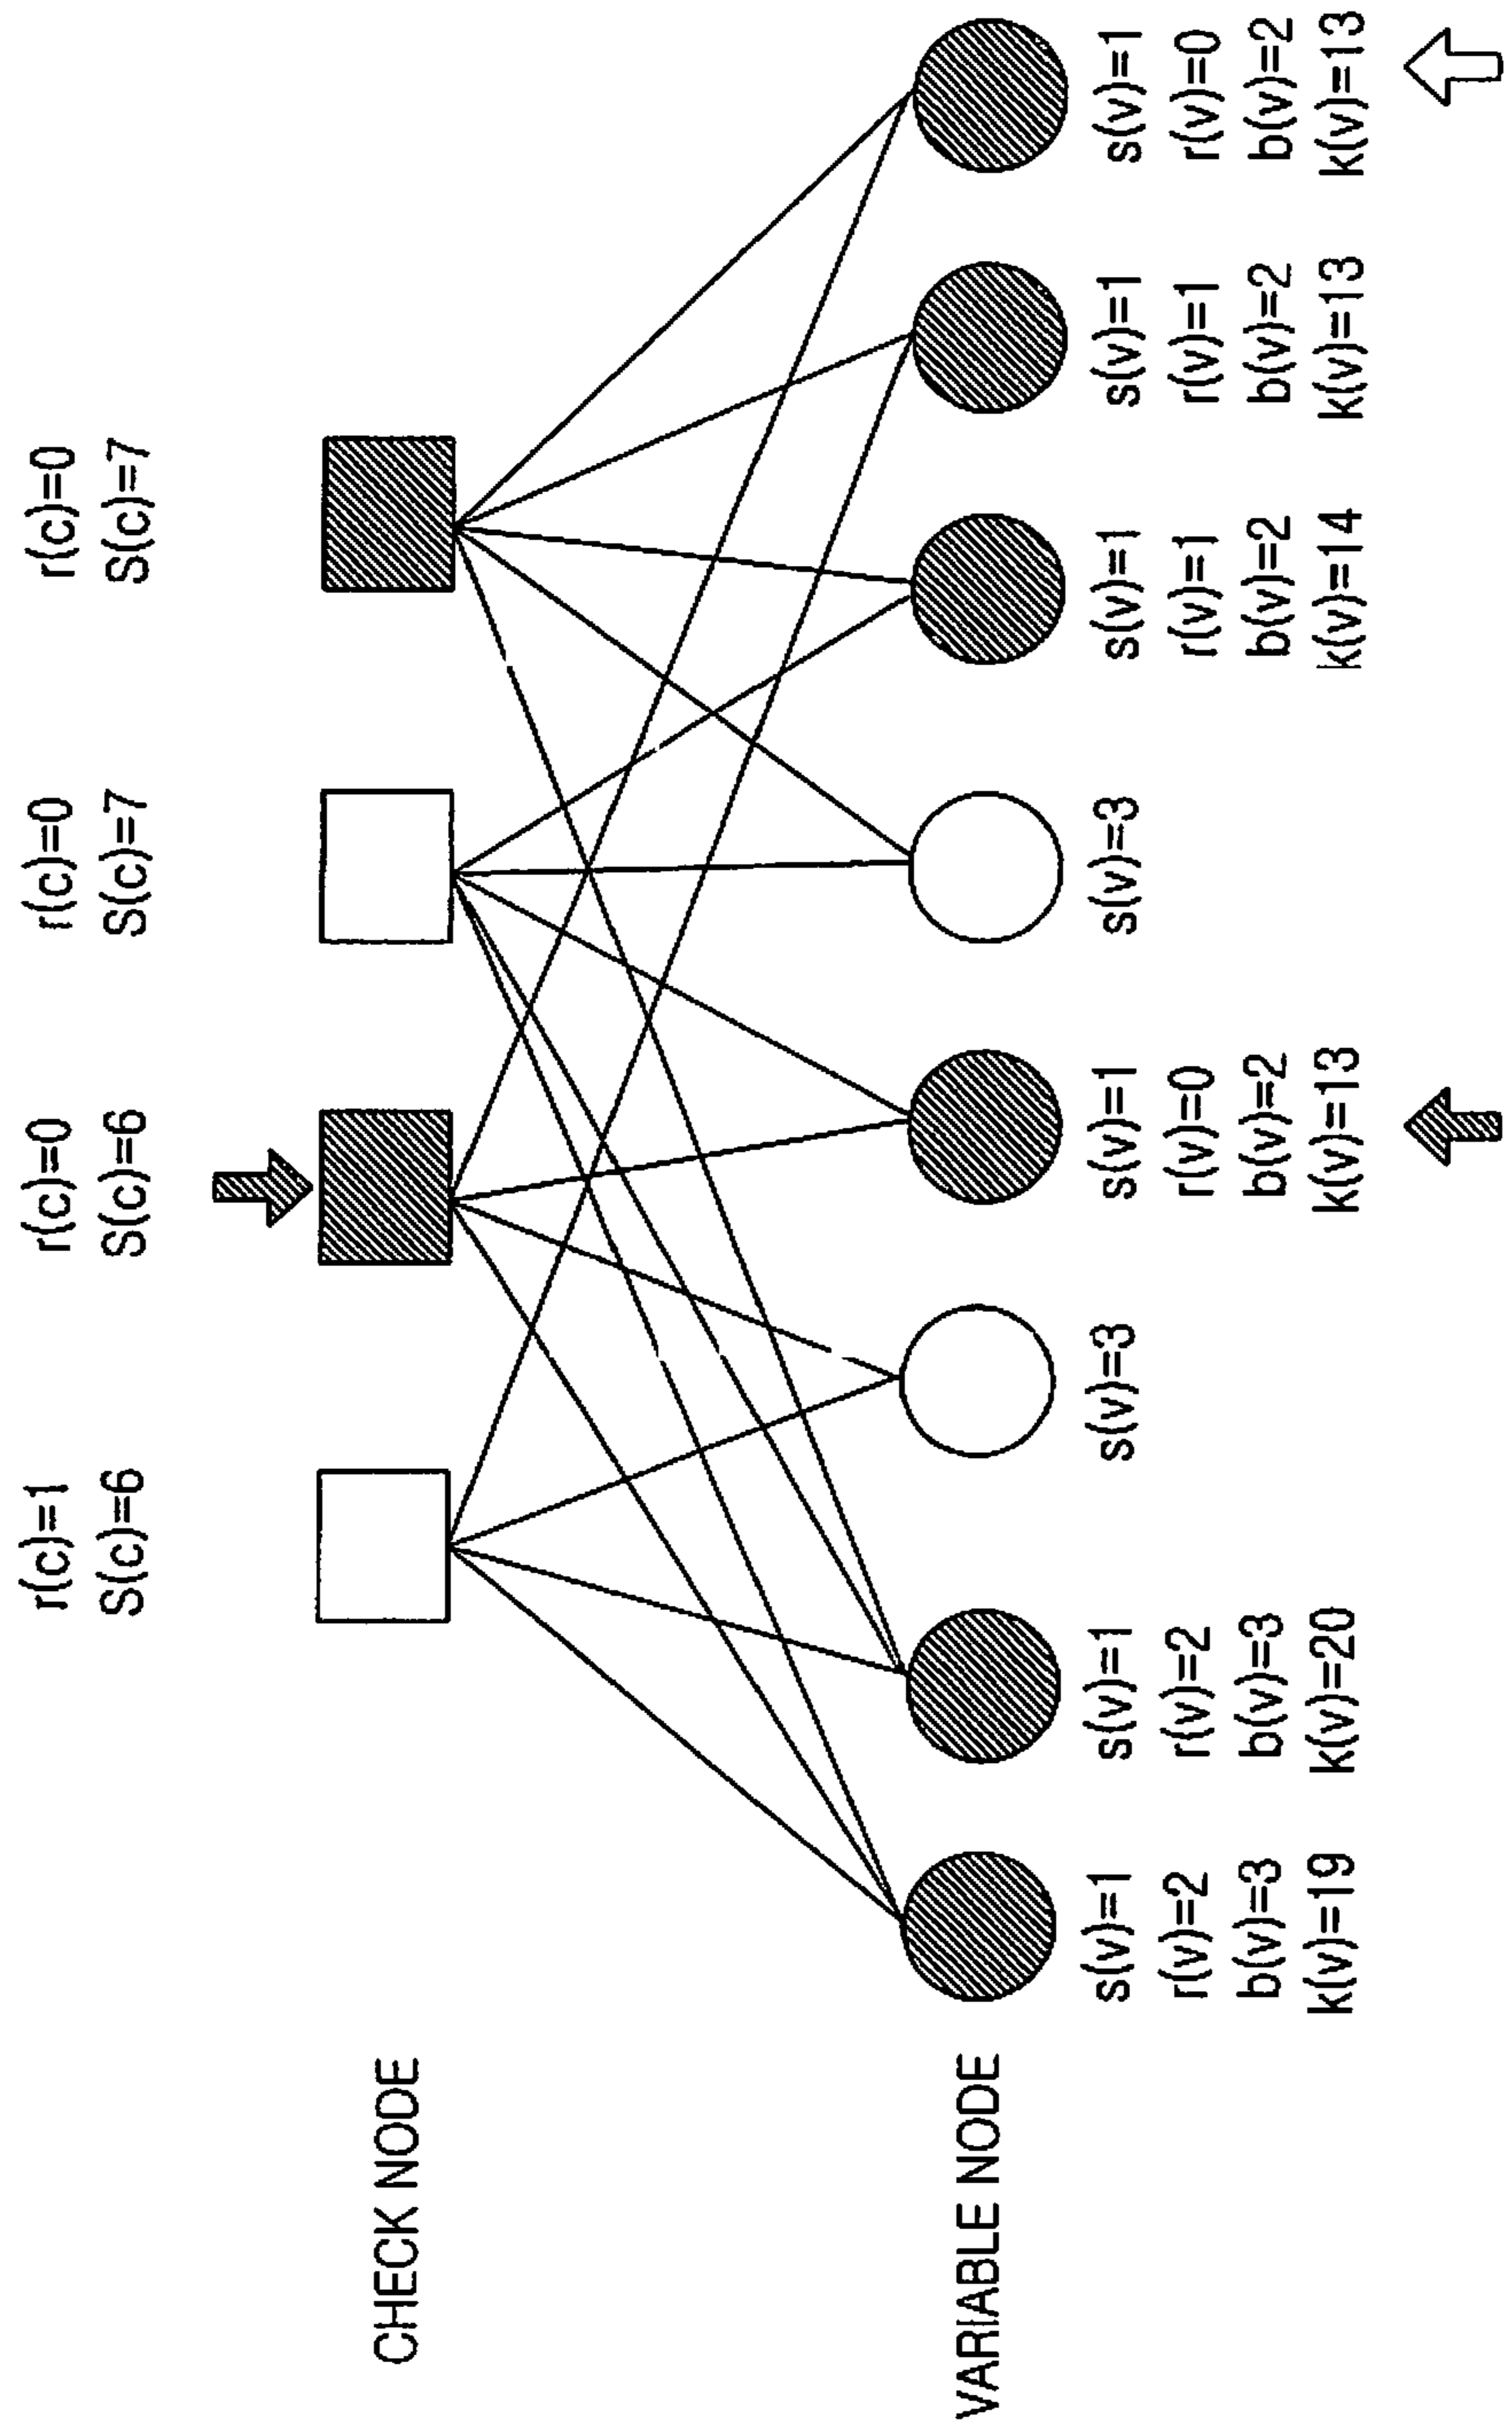 r(c)=1
S(c)=6
r(c)=0
S(c)=6
r(c)=0
S(c)=7
r(c)=0
S(c)=7
CHECK NODE
VARIABLE NODE
s(v)=1
r(v)=2
b(v)=3
k(v)=19
s(v)=1
r(v)=2
b(v)=3
k(v)=20
s(v)=3
s(v)=1
r(v)=0
b(v)=2
k(v)=13
s(v)=3
s(v)=1
r(v)=1
b(v)=2
k(v)=14
s(v)=1
r(v)=1
b(v)=2
k(v)=13
s(v)=1
r(v)=0
b(v)=2
k(v)=13